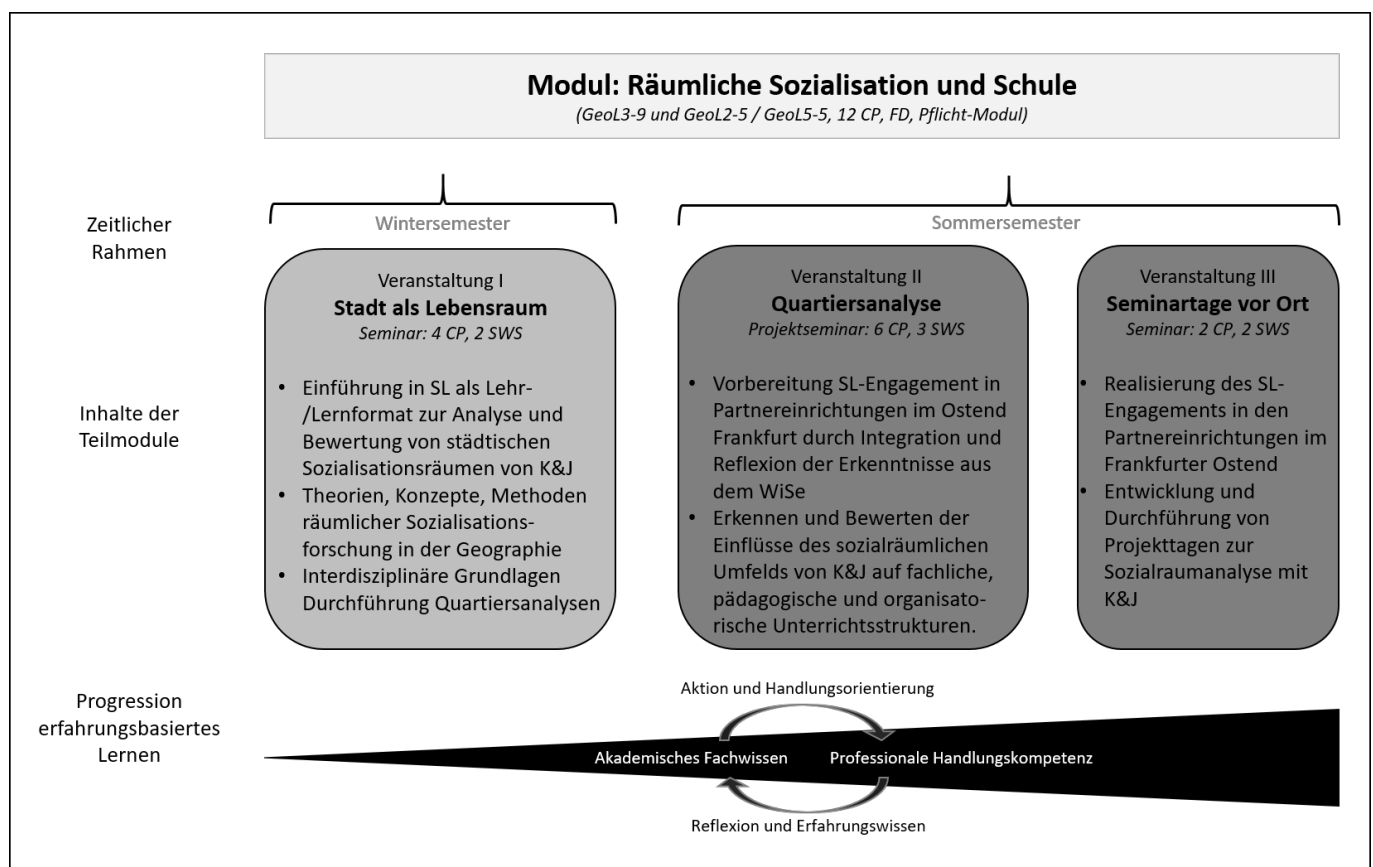 Modul: Räumliche Sozialisation und Schule
(GeoL3-9 und GeoL2-5 / GeoL5-5, 12 CP, FD, Pflicht-Modul)
Zeitlicher
Rahmen
Wintersemester
Sommersemester
Inhalte der
Teilmodule
Veranstaltung I
Stadt als Lebensraum
Seminar: 4 CP, 2 SWS
• Einführung in SL als Lehr-
/Lernformat zur Analyse und
Bewertung von städtischen
Sozialisationsräumen von K&J
• Theorien, Konzepte, Methoden
räumlicher Sozialisations-
forschung in der Geographie
• Interdisziplinäre Grundlagen
Durchführung Quartiersanalysen
Veranstaltung II
Quartiersanalyse
Projektseminar: 6 CP, 3 SWS
• Vorbereitung SL-Engagement in
Partnereinrichtungen im Ostend
Frankfurt durch Integration und
Reflexion der Erkenntnisse aus
dem WiSe
• Erkennen und Bewerten der
Einflüsse des sozialräumlichen
Umfelds von K&J auf fachliche,
pädagogische und organisato-
rische Unterrichtsstrukturen.
Veranstaltung III
Seminartage vor Ort
Seminar: 2 CP, 2 SWS
• Realisierung des SL-
Engagements in den
Partnereinrichtungen im
Frankfurter Ostend
• Entwicklung und
Durchführung von
Projekttagen zur
Sozialraumanalyse mit
K&J
Progression
erfahrungsbasiertes
Lernen
Aktion und Handlungsorientierung
Akademisches Fachwissen
Professionale Handlungskompetenz
Reflexion und Erfahrungswissen